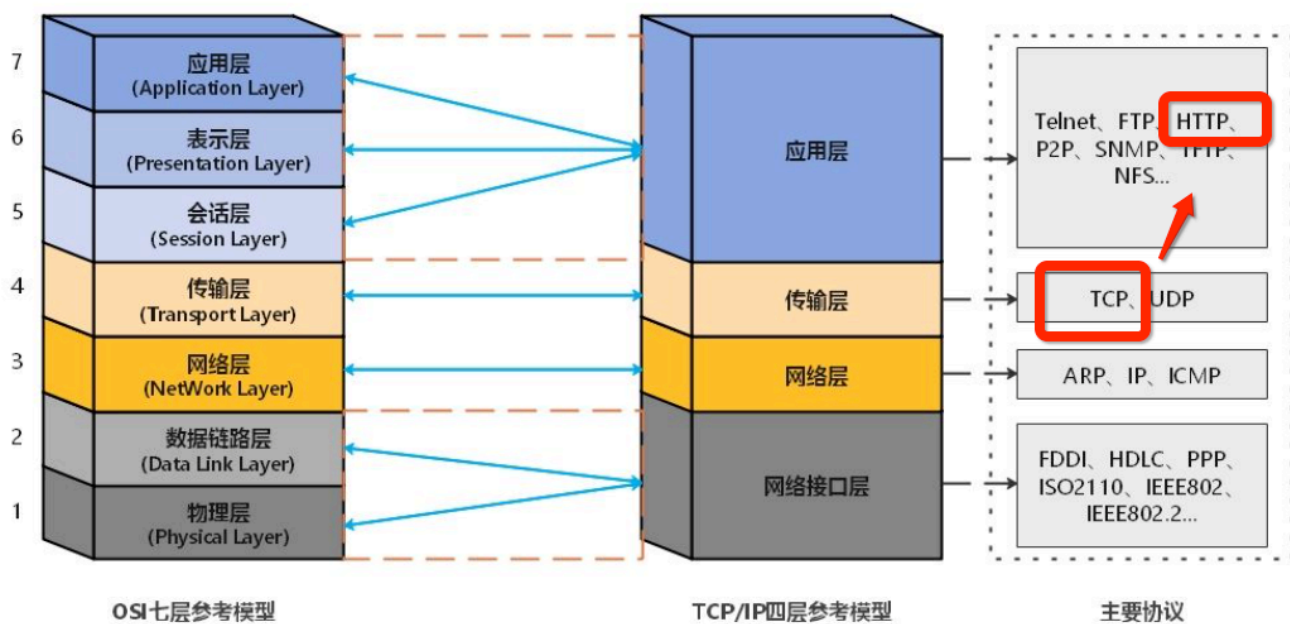 7
应用层
(Application Layer)
6
表示层
(Presentation Layer)
5
会话层
(Session Layer)
4
传输层
(Transport Layer)
3
网络层
(NetWork Layer)
2
数据链路层
(Data Link Layer)
1
物理层
(Physical Layer)
OSI七层参考模型
应用层
传输层
网络层
网络接口层
TCP/IP四层参考模型
Telnet、FTP、HTTP、
P2P、SNMP、TFTP、
NFS...
TCP、UDP
ARP、IP、ICMP
FDDI、HDLC、PPP、
ISO2110、IEEE802、
IEEE802.2...
主要协议